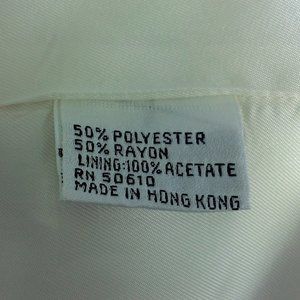 50% POLYESTER
50% RAYON
LINING:100% ACETATE
RN 50610
MADE IN HONG KONG